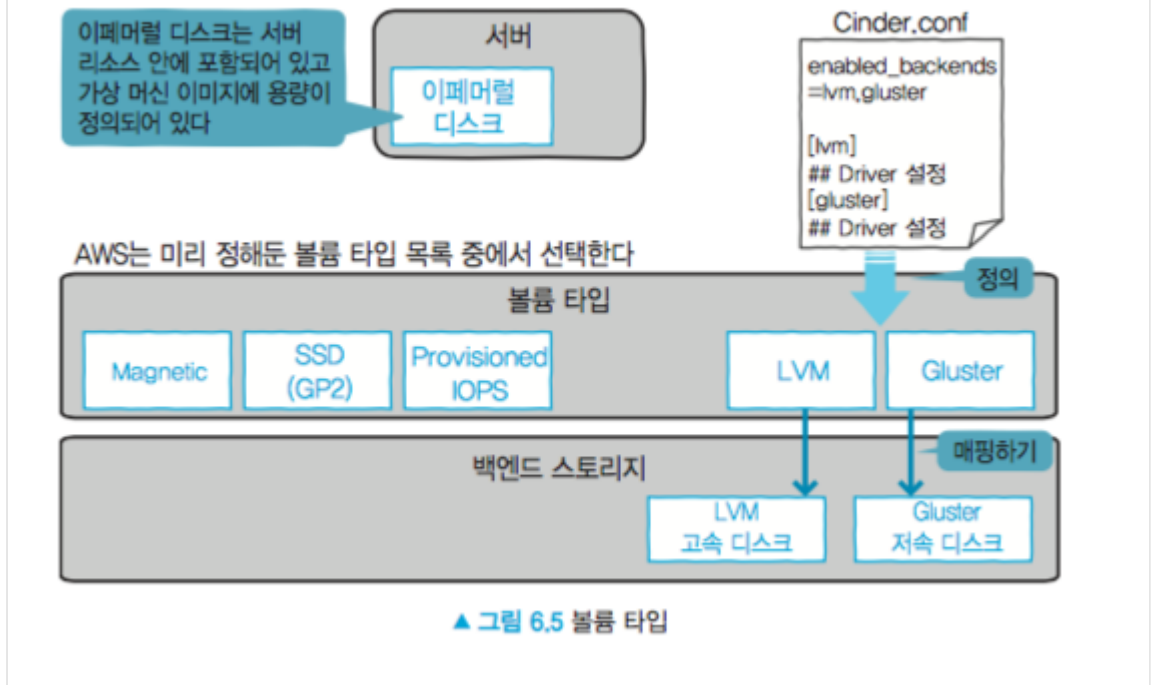 이페머럴 디스크는 서버
리소스 안에 포함되어 있고
가상 머신 이미지에 용량이
정의되어 있다
서버
이페머럴
디스크
Cinder.conf
enabled_backends
=lvm,gluster
[lvm]
## Driver 설정
[gluster]
## Driver 설정
AWS는 미리 정해둔 볼륨 타입 목록 중에서 선택한다
정의
볼륨 타입
Magnetic
SSD
(GP2)
Provisioned
IOPS
LVM
Gluster
매핑하기
백엔드 스토리지
LVM
고속 디스크
Gluster
저속 디스크
▲ 그림 6.5 볼륨 타입